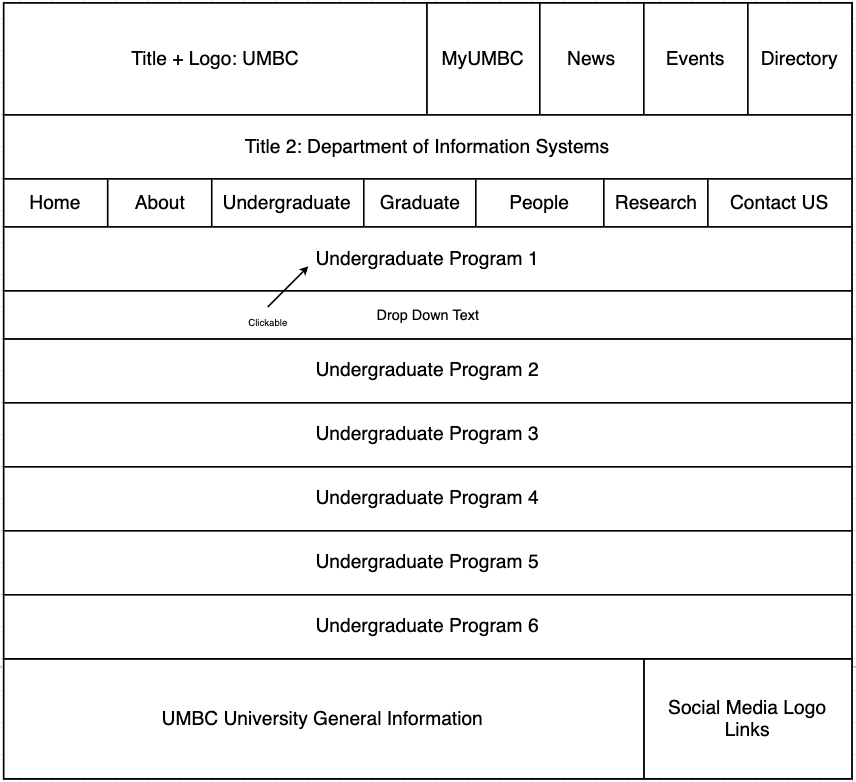 Title + Logo: UMBC
MyUMBC
News
Events
Directory
Title 2: Department of Information Systems
Home
About
Undergraduate
Graduate
People
Research
Contact US
Undergraduate Program 1
Clickable
Drop Down Text
Undergraduate Program 2
Undergraduate Program 3
Undergraduate Program 4
Undergraduate Program 5
Undergraduate Program 6
UMBC University General Information
Social Media Logo
Links